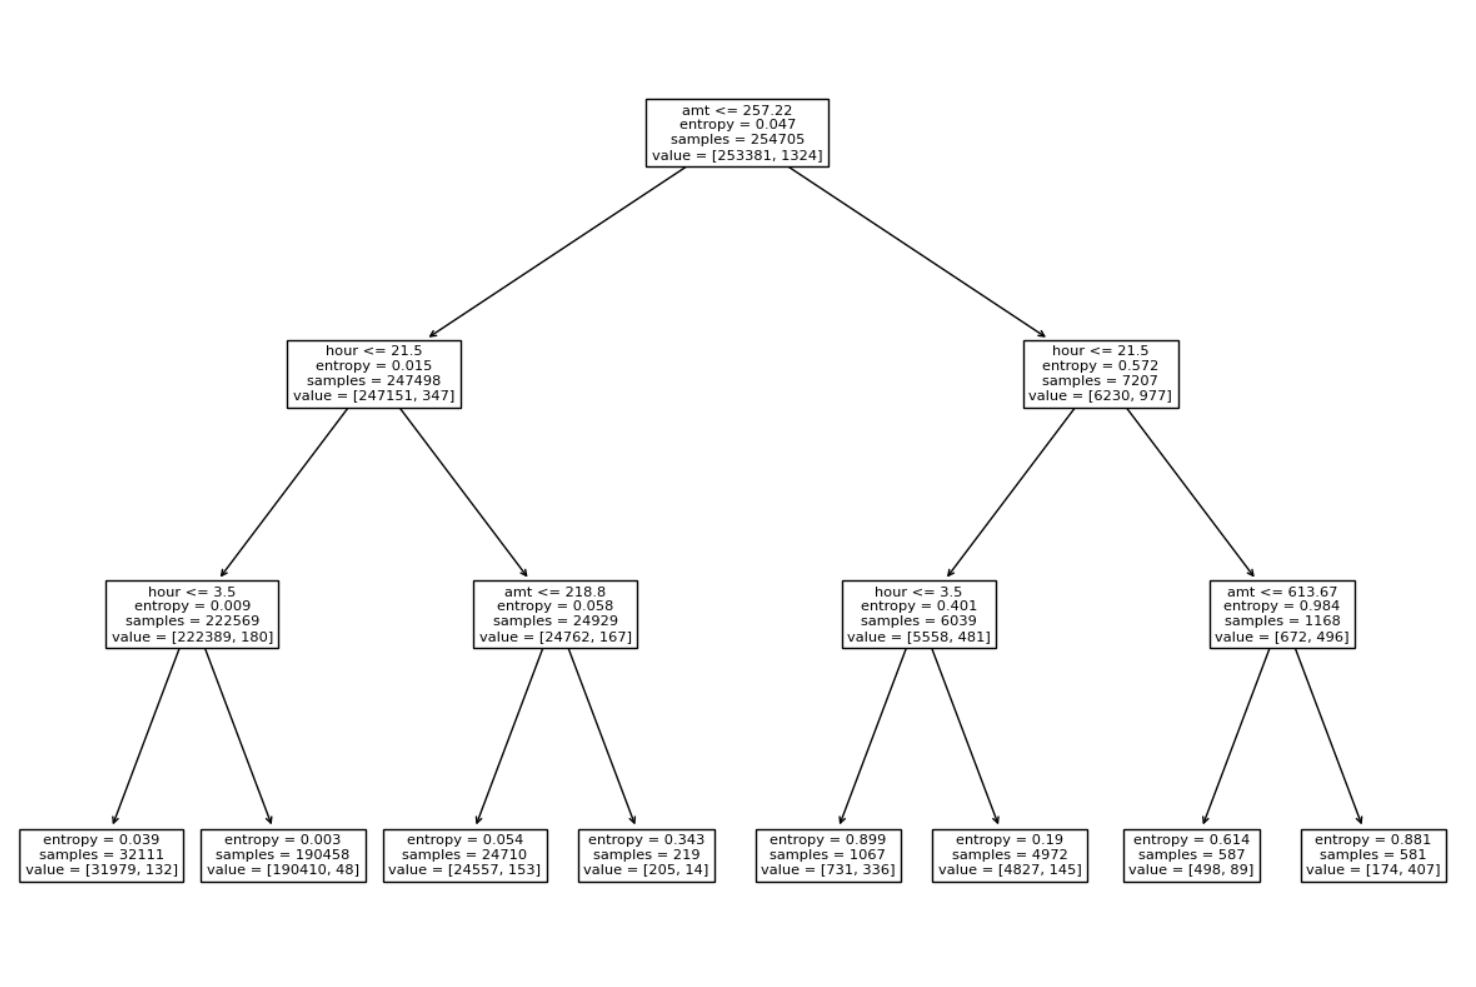 amt <= 257.22
entropy = 0.047
samples = 254705
value = [253381, 1324]
hour <= 21.5
entropy = 0.015
samples = 247498
value = [247151, 347]
hour <= 21.5
entropy = 0.572
samples = 7207
value = [6230, 977]
hour <= 3.5
entropy = 0.009
samples = 222569
value = [222389, 180]
amt <= 218.8
entropy = 0.058
samples = 24929
value = [24762, 167]
hour <= 3.5
entropy = 0.401
samples = 6039
value = [5558, 481]
amt <= 613.67
entropy = 0.984
samples = 1168
value = [672, 496]
entropy = 0.039
samples = 32111
value = [31979, 132]
entropy = 0.003
samples = 190458
value = [190410, 48]
entropy = 0.054
samples = 24710
value = [24557, 153]
entropy = 0.343
samples = 219
value = [205, 14]
entropy = 0.899
samples = 1067
value = [731, 336]
entropy = 0.19
samples = 4972
value = [4827, 145]
entropy = 0.614
samples = 587
value = [498, 89]
entropy = 0.881
samples = 581
value = [174, 407]